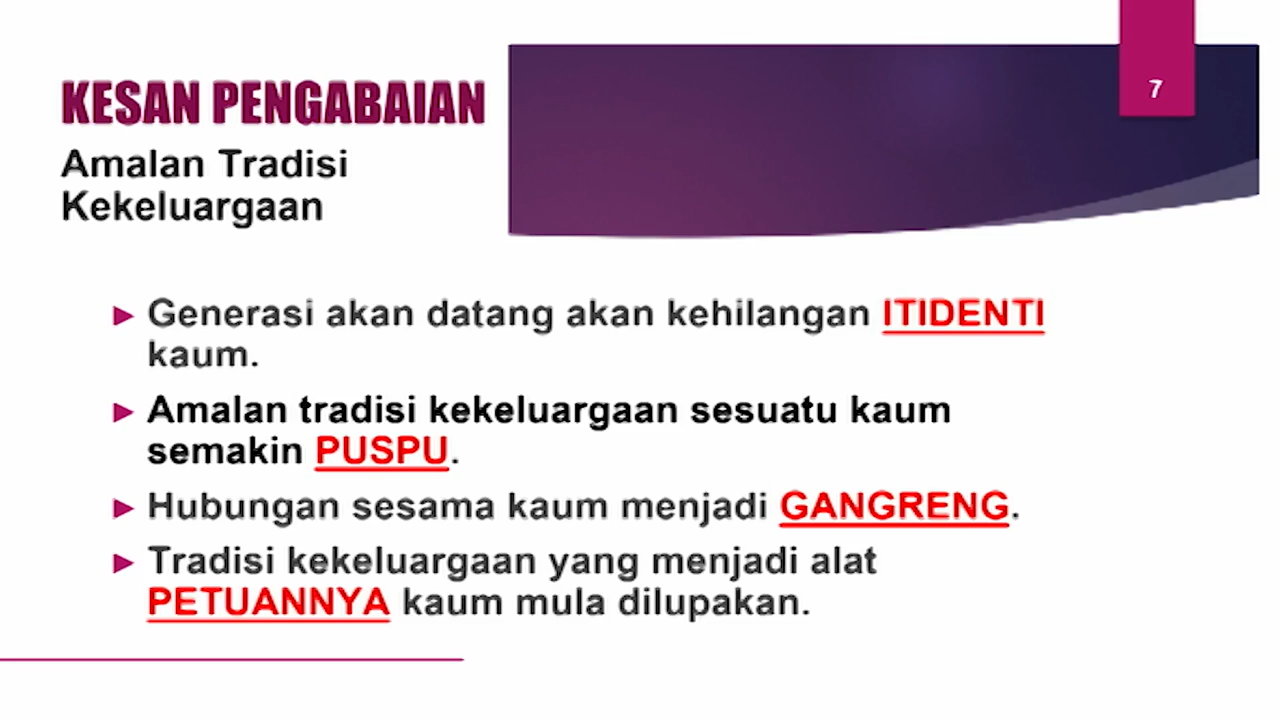 7
KESAN PENGABAIAN
Amalan Tradisi
Kekeluargaan
Generasi akan datang akan kehilangan ITIDENTI
kaum.
Amalan tradisi kekeluargaan sesuatu kaum
semakin PUSPU.
Hubungan sesama kaum menjadi GANGRENG.
Tradisi kekeluargaan yang menjadi alat
PETUANNYA kaum mula dilupakan.